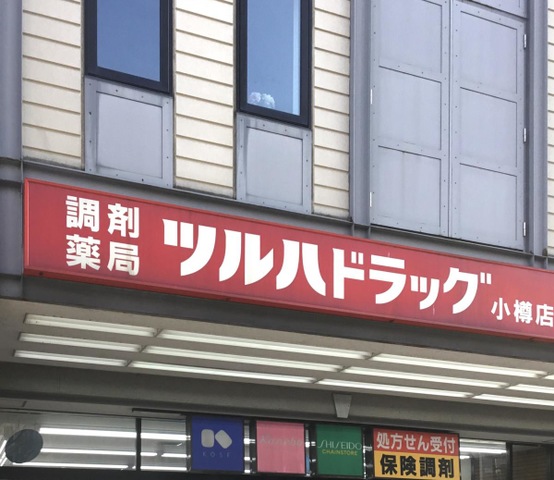 調剤
薬局
ツルハドラッグ
小樽店
KOSÉ
SHISEIDO
CHAINSTORE
処方せん受付
保険調剤